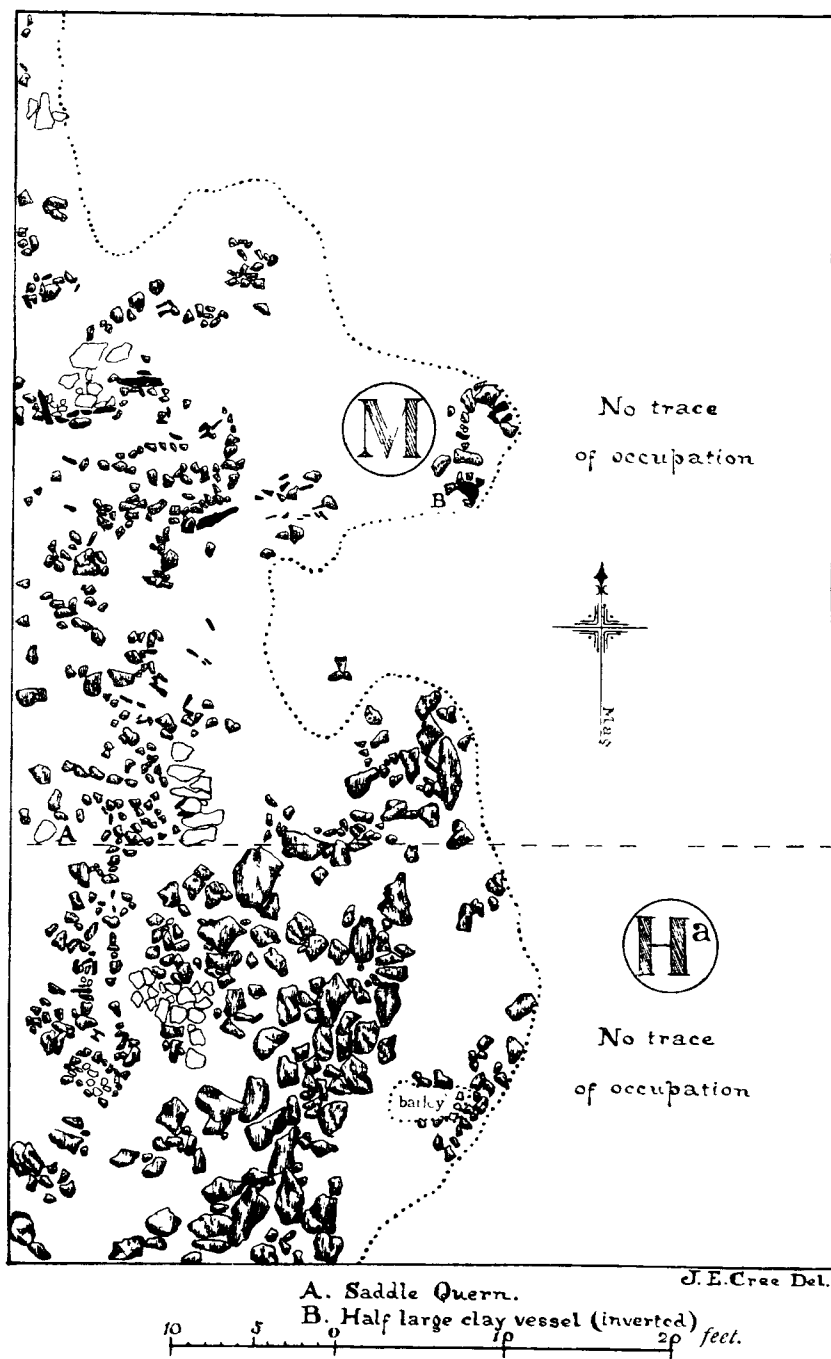 M
No trace
of occupation
B
Mag
A
Hᵃ
No trace
of occupation
barley
J. E. Cree Del.
A. Saddle Quern.
B. Half large clay vessel (inverted)
10 5 0 10 20 feet.